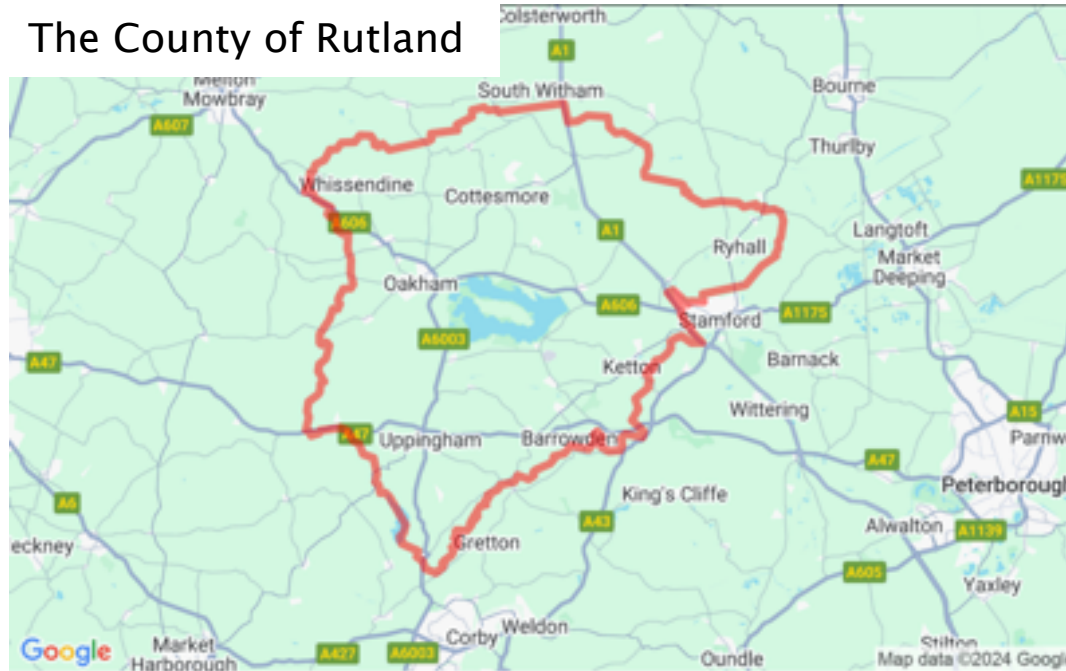 The County of Rutland
Colsterworth
A1
Melton
Mowbray
South Witham
Bourne
A607
Thurlby
A1175
Whissendine
Cottesmore
A606
A1
Langtoft
Ryhall
Market
Deeping
Oakham
A606
A1175
Stamford
A6003
A47
Ketton
Barnack
Wittering
A15
A47
Uppingham
Barrowden
Parnw
A47
King's Cliffe
Peterborough
A6
A43
Alwalton
A1139
eckney
Gretton
A605
Yaxley
Weldon
Corby
Market
Harborough
A427
A6003
Oundle
Stilton
Google
Map data ©2024 Google